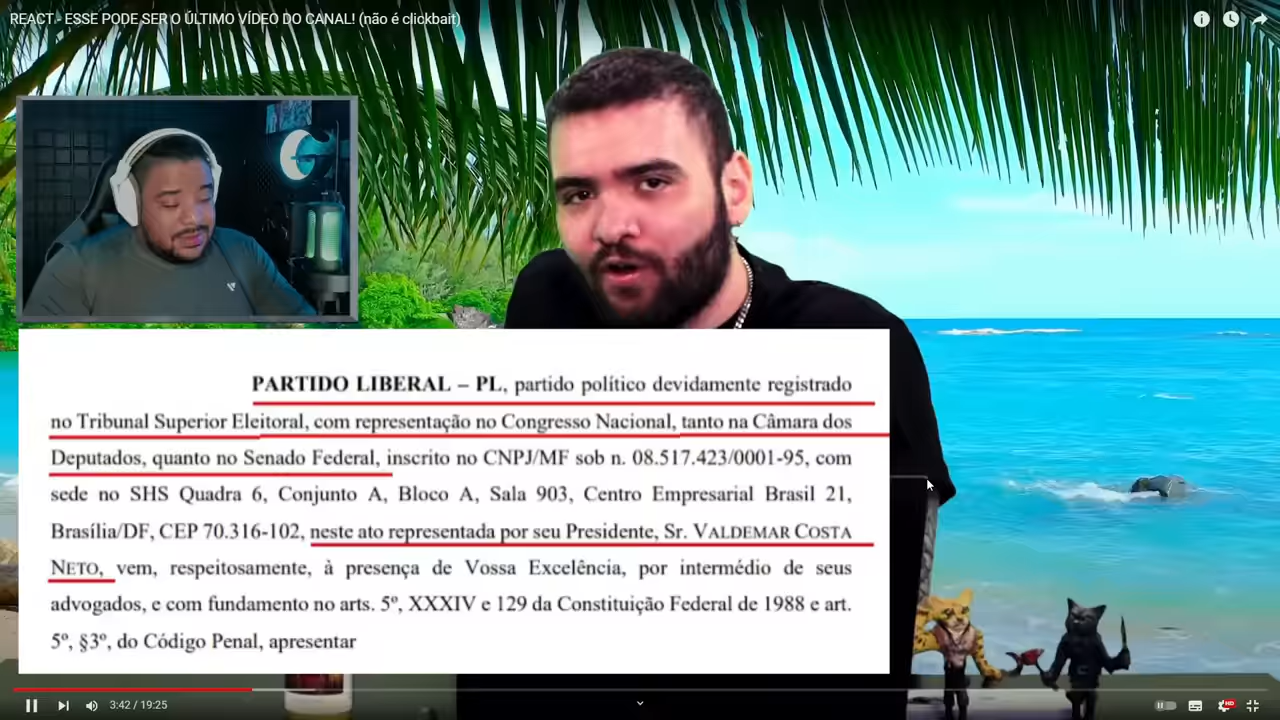 REACT - ESSE PODE SER O ÚLTIMO VÍDEO DO CANAL! (não é clickbait)
PARTIDO LIBERAL – PL, partido político devidamente registrado
no Tribunal Superior Eleitoral, com representação no Congresso Nacional, tanto na Câmara dos
Deputados, quanto no Senado Federal, inscrito no CNPJ/MF sob n. 08.517.423/0001-95, com
sede no SHS Quadra 6, Conjunto A, Bloco A, Sala 903, Centro Empresarial Brasil 21,
Brasília/DF, CEP 70.316-102, neste ato representada por seu Presidente, Sr. VALDEMAR COSTA
NETO, vem, respeitosamente, à presença de Vossa Excelência, por intermédio de seus
advogados, e com fundamento no arts. 5º, XXXIV e 129 da Constituição Federal de 1988 e art.
5º, §3º, do Código Penal, apresentar
3:42 / 19:25
HD